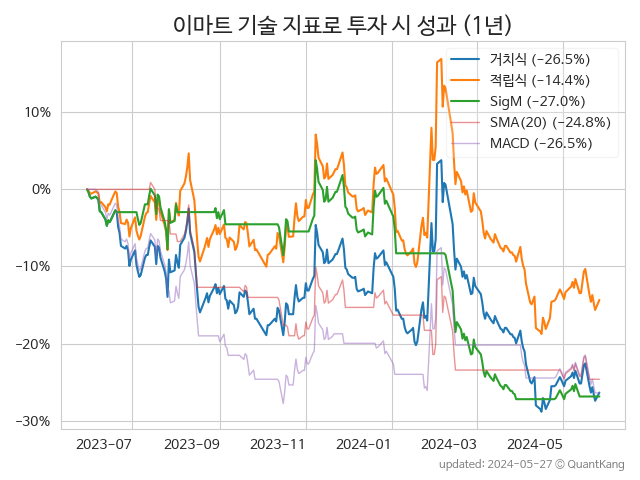 이마트 기술 지표로 투자 시 성과 (1년)
거치식 (−26.5%)
적립식 (−14.4%)
SigM (−27.0%)
SMA(20) (−24.8%)
MACD (−26.5%)
10%
0%
−10%
−20%
−30%
2023−07 2023−09 2023−11 2024−01 2024−03 2024−05
updated: 2024−05−27 © QuantKang